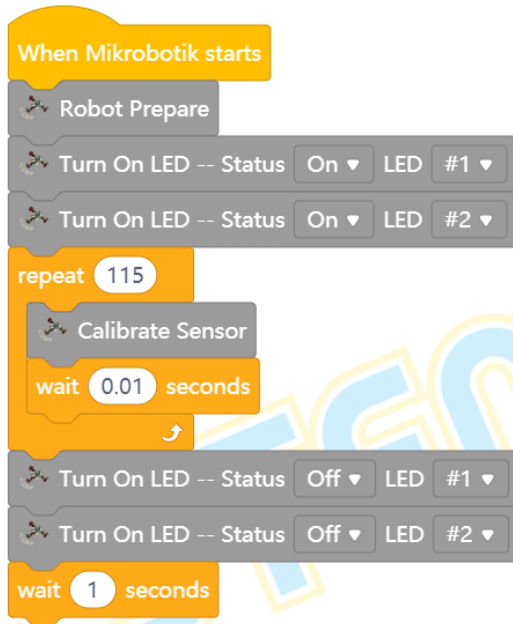 When Mikrobotik starts
Robot Prepare
Turn On LED -- Status On LED #1
Turn On LED -- Status On LED #2
repeat 115
Calibrate Sensor
wait 0.01 seconds
Turn On LED -- Status Off LED #1
Turn On LED -- Status Off LED #2
wait 1 seconds